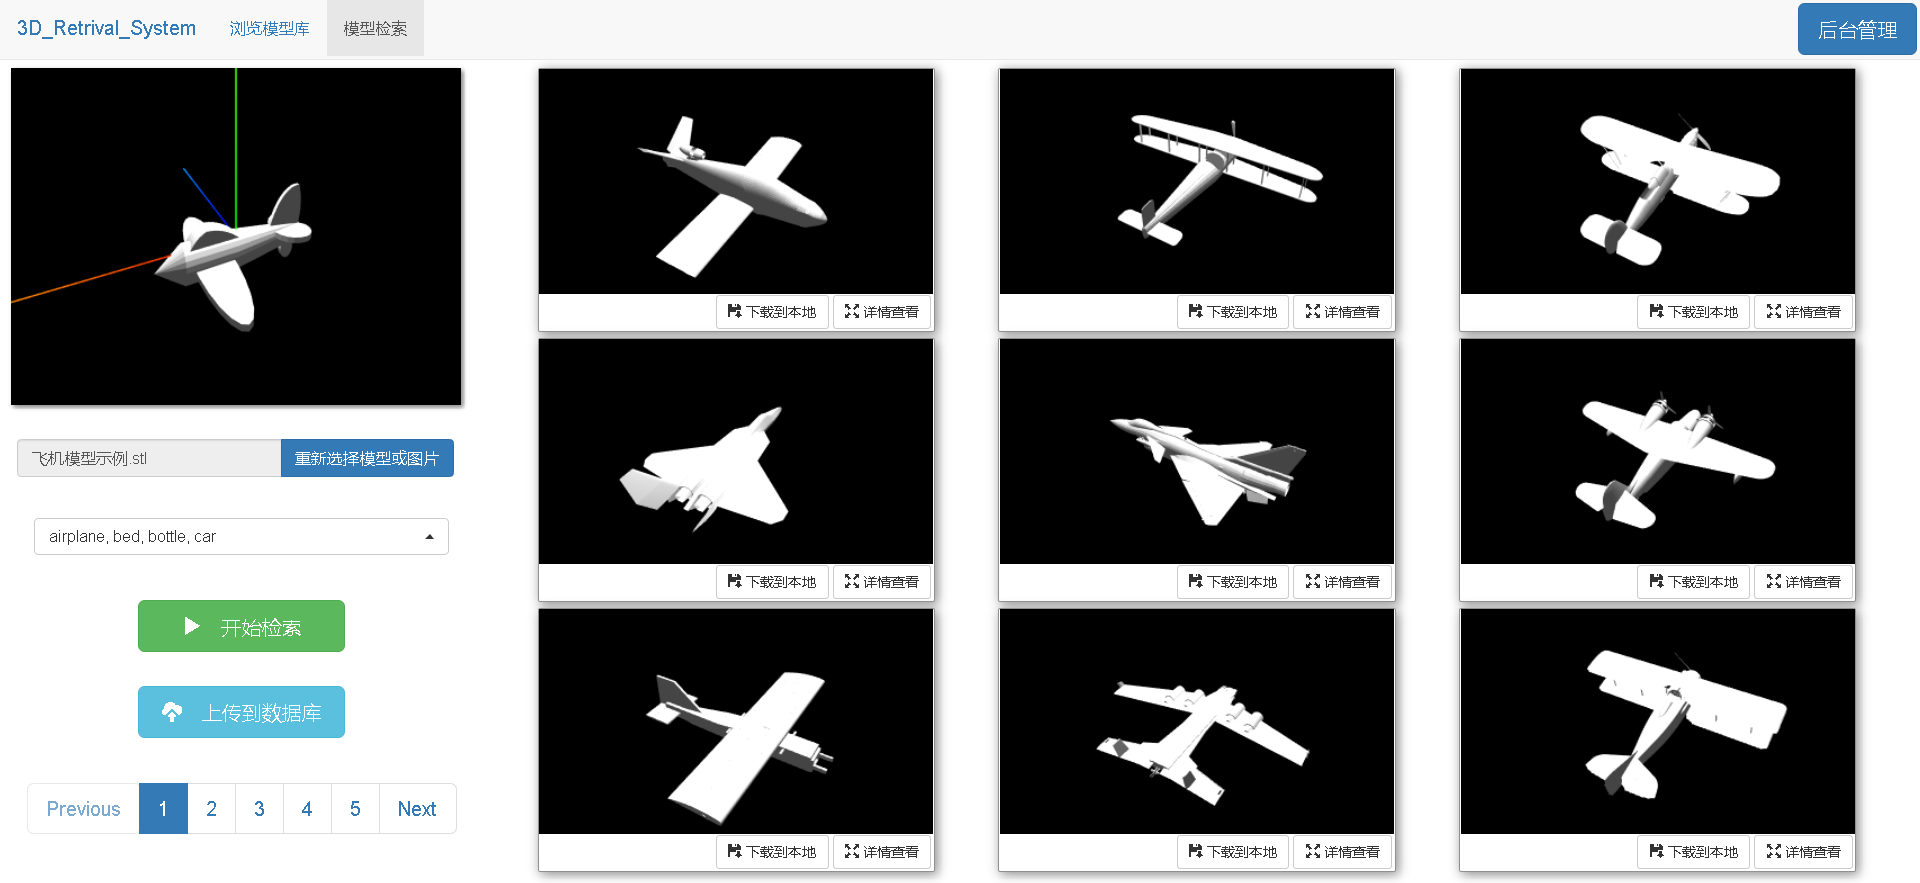 3D_Retrival_System 浏览模型库 模型检索 后台管理
下载到本地 详情查看 下载到本地 详情查看 下载到本地 详情查看
飞机模型示例.stl 重新选择模型或图片
airplane, bed, bottle, car
下载到本地 详情查看 下载到本地 详情查看 下载到本地 详情查看
开始检索
上传到数据库
Previous 1 2 3 4 5 Next
下载到本地 详情查看 下载到本地 详情查看 下载到本地 详情查看